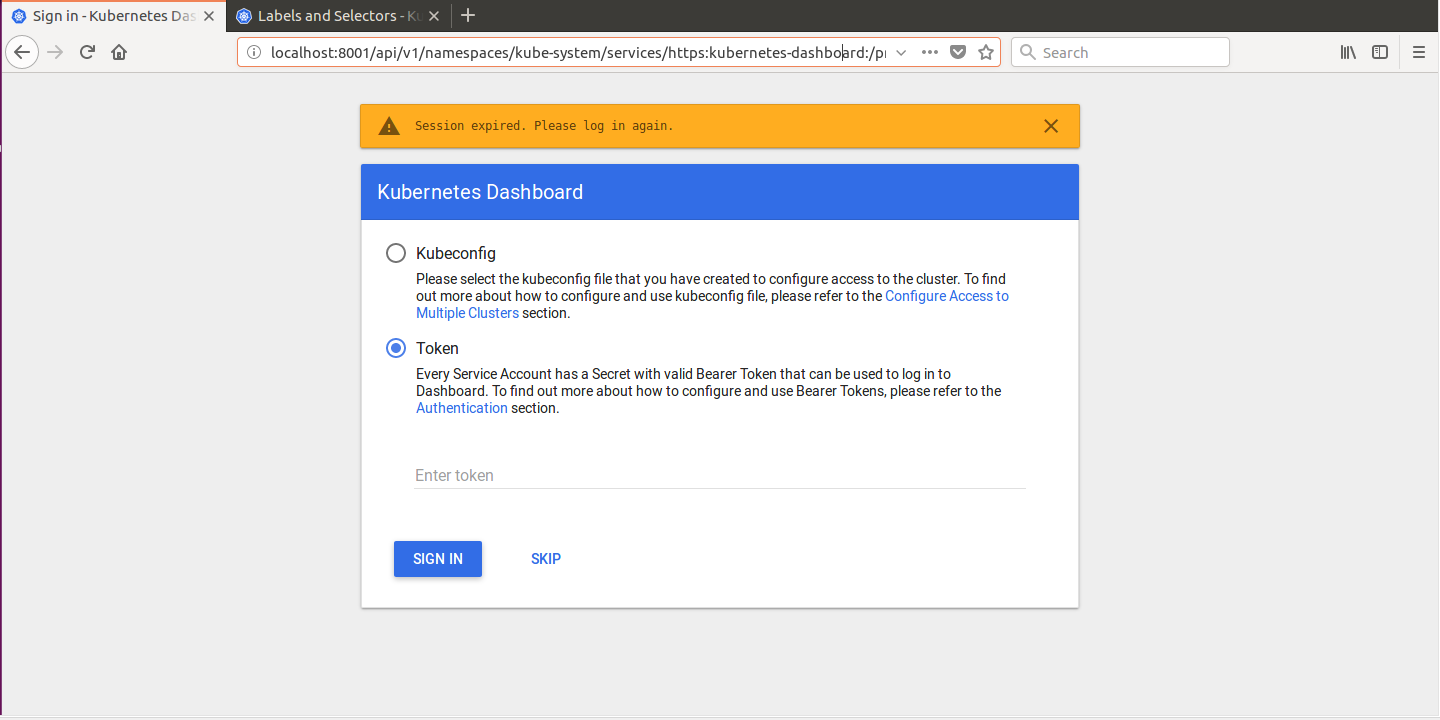 Sign in - Kubernetes Das
Labels and Selectors - Ku
localhost:8001/api/v1/namespaces/kube-system/services/https:kubernetes-dashboard:/pr
Search
Session expired. Please log in again.
Kubernetes Dashboard
Kubeconfig
Please select the kubeconfig file that you have created to configure access to the cluster. To find
out more about how to configure and use kubeconfig file, please refer to the Configure Access to
Multiple Clusters section.
Token
Every Service Account has a Secret with valid Bearer Token that can be used to log in to
Dashboard. To find out more about how to configure and use Bearer Tokens, please refer to the
Authentication section.
Enter token
SIGN IN
SKIP